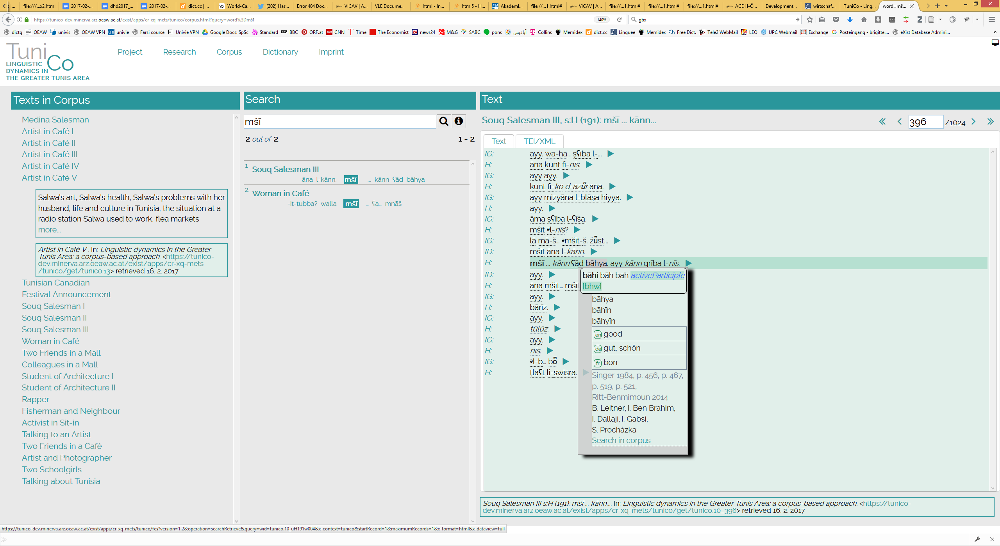 ol ...
file:///...x2.html
2017-02-...
dhd2017_...
2017-02-...
dict.cc | ...
World-Ca...
(202) Has...
Error 404 Doc...
VICAV | A...
VLE Docume...
html - In...
html5 - H...
Akademl...
file://...1.html#
VICAV | A...
file://...1.html#
file://...1.html#
file://...1.html#
ACDH-Ö...
Development...
wirtschaf...
TuniCo - Ling...
word=mš...
https://tunico-dev.minerva.arz.oeaw.ac.at/exist/apps/cr-xq-mets/tunico/corpus.html?query=word%3Dmšī
140%
gbx
dictg OEAW univis OEAW VPN univie Farsi course Univie VPN Google Docs: SpSc Standard BBC ORF.at CNN Time The Economist news24 M&G SABC pons آبادیس Collins Memidex dict.cc Linguee Memidex Free Dict. Tele2 WebMail LEO UPC Webmail Exchange Posteingang - brigitte.... eXist Database Admini...
TuniCo
LINGUISTIC
DYNAMICS IN
THE GREATER TUNIS AREA
Project Research Corpus Dictionary Imprint
Texts in Corpus
Medina Salesman
Artist in Café I
Artist in Café II
Artist in Café III
Artist in Café IV
Artist in Café V
Salwa's art, Salwa's health, Salwa's problems with her
husband, life and culture in Tunisia, the situation at a
radio station Salwa used to work, flea markets
more...
Artist in Café V . In: Linguistic dynamics in the Greater
Tunis Area: a corpus-based approach. <https://tunico-
dev.minerva.arz.oeaw.ac.at/exist/apps/cr-xq-mets
/tunico/get/tunico.13> retrieved 16. 2. 2017
Tunisian Canadian
Festival Announcement
Souq Salesman I
Souq Salesman II
Souq Salesman III
Woman in Café
Two Friends in a Mall
Colleagues in a Mall
Student of Architecture I
Student of Architecture II
Rapper
Fisherman and Neighbour
Activist in Sit-in
Talking to an Artist
Two Friends in a Café
Artist and Photographer
Two Schoolgirls
Talking about Tunisia
Search
mšī
2 out of 2 1 - 2
1 Souq Salesman III
āna l-kānn. mšī ... kānn ʕād bāhya
2 Woman in Café
-iṭ-ṭubba? walla mšī ... ʕa... mnāš
Text
Souq Salesman III, s:H (191): mšī ... kānn...
396 /1024
Text TEI/XML
IG: ayy. wa-ḥa... ṣʕība l-...
H: āna kunt fi-nīs.
IG: ayy ayy.
H: kunt fi-kō d-āzǖr āna.
IG: ayy mizyāna l-blāṣa hiyya.
H: ayy.
IG: āma ṣʕība l-ʕīša.
H: mšīt ᵊl-nīs?
IG: lā mā-š... ᵊmšīt-š. žǖst...
ID: mšīt āna l-kānn.
H: mšī ... kānn ʕād bāhya. ayy kānn qrība l-nīs.
ID: ayy.
H: āna mšīt... mšīt
IG: ayy.
H: bārīz.
IG: ayy.
H: tūlūz.
IG: ayy.
H: nīs.
IG: ᵊl-b... bȭ
H: ṭlaʕt li-swīsra.
bāhi bāh bah activeParticiple
[bhw]
bāhya
bāhīn
bāhyīn
en good
de gut, schön
fr bon
Singer 1984, p. 456, p. 467,
p. 519, p. 521,
Ritt-Benmimoun 2014
B. Leitner, I. Ben Brahim,
I. Dallaji, I. Gabsi,
S. Procházka
Search in corpus
Souq Salesman III s:H (191): mšī ... kānn.... In: Linguistic dynamics in the Greater Tunis Area: a corpus-based approach. <https://tunico-
dev.minerva.arz.oeaw.ac.at/exist/apps/cr-xq-mets/tunico/get/tunico.10_396> retrieved 16. 2. 2017
https://tunico-dev.minerva.arz.oeaw.ac.at/exist/apps/cr-xq-mets/tunico/fcs?version=1.2&operation=searchRetrieve&query=wid=tunico.10_uH191w004&x-context=tunico&startRecord=1&maximumRecords=1&x-format=html&x-dataview=full